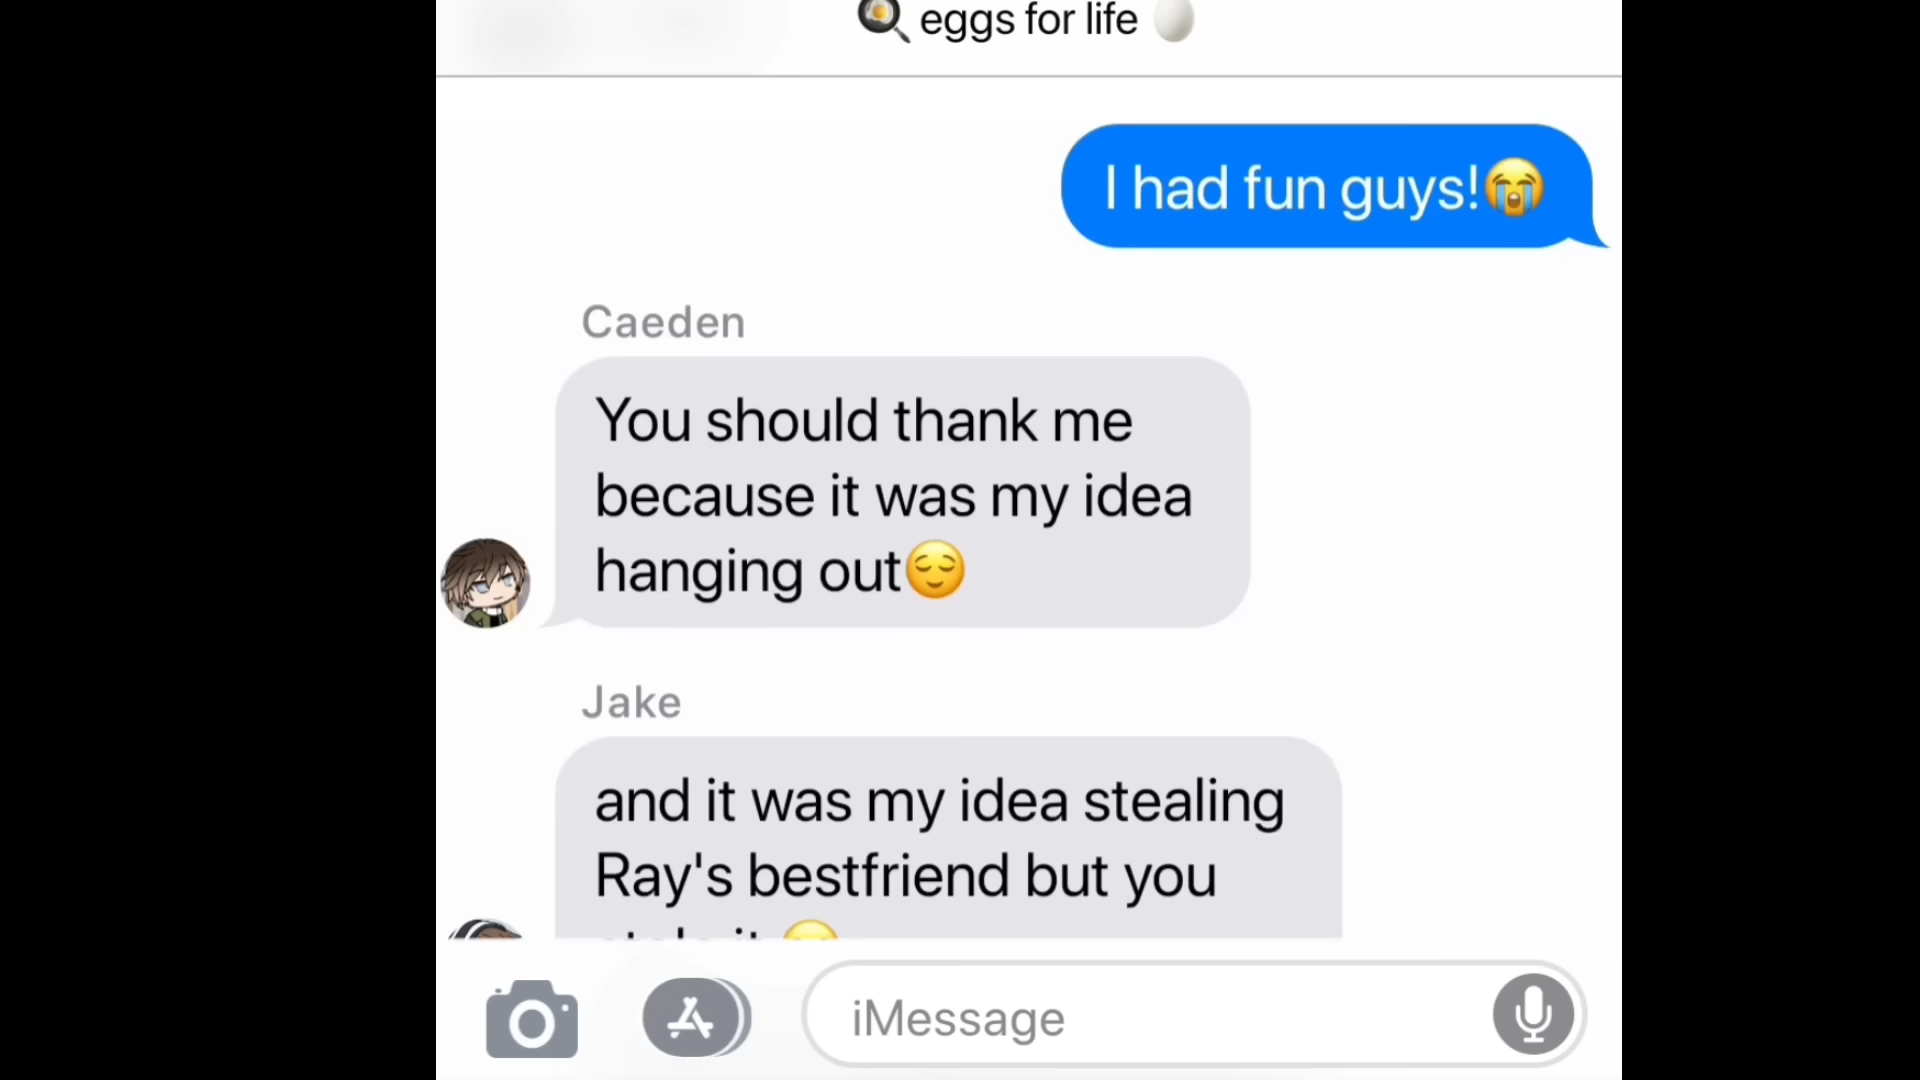 🍳 eggs for life 🥚
I had fun guys!😭
Caeden
You should thank me
because it was my idea
hanging out😌
Jake
and it was my idea stealing
Ray's bestfriend but you
iMessage